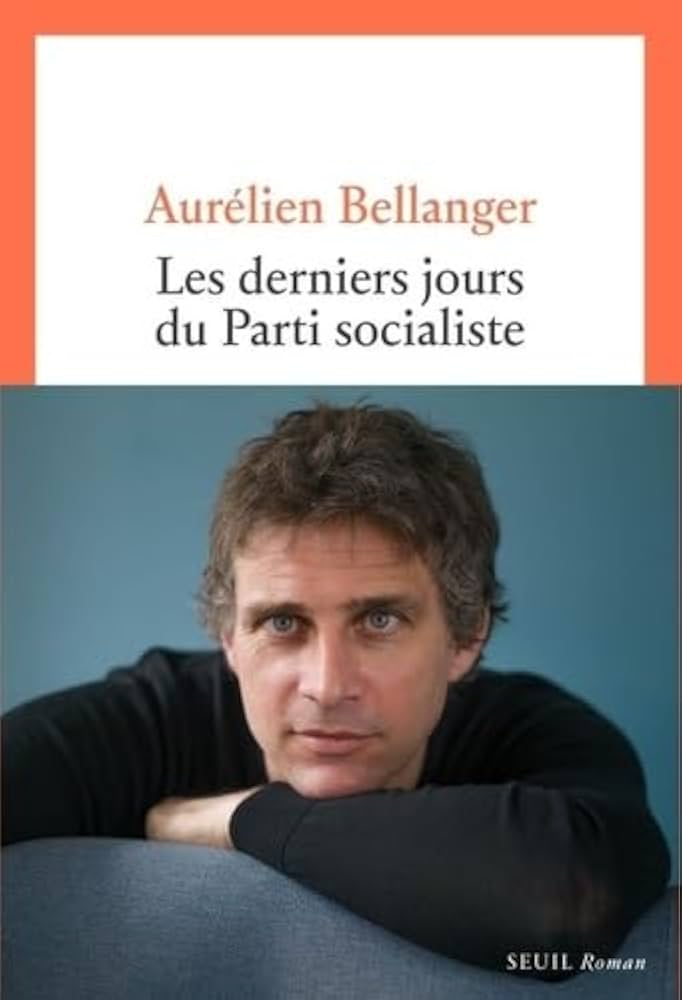 Aurélien Bellanger
Les derniers jours
du Parti socialiste
SEUIL Roman